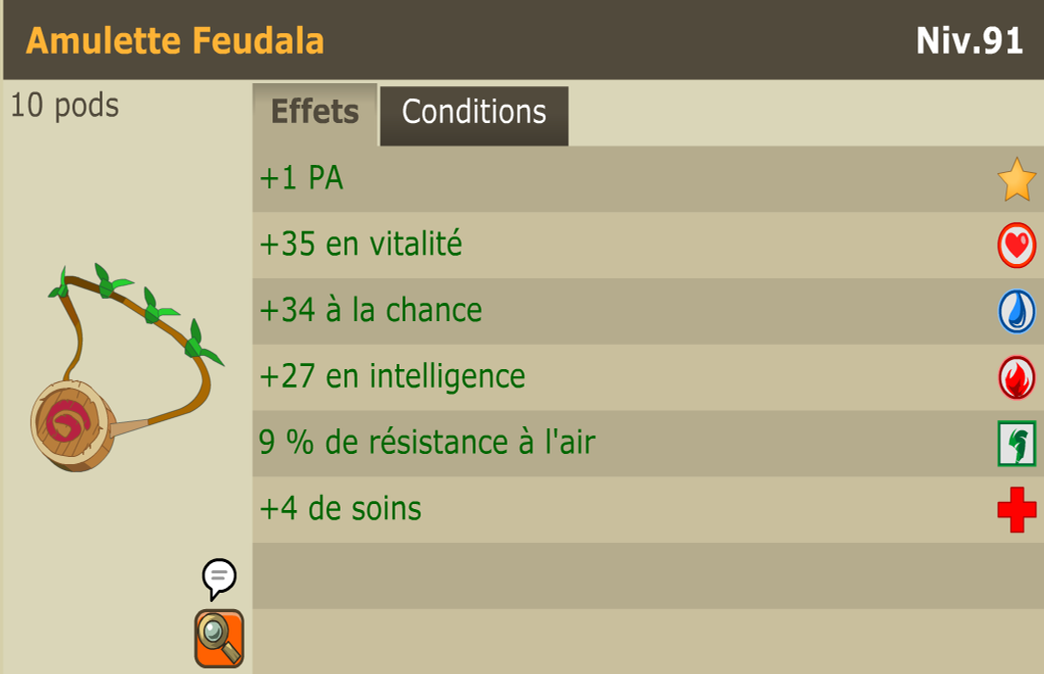 Amulette Feudala
Niv.91
10 pods
Effets
Conditions
+1 PA
+35 en vitalité
+34 à la chance
+27 en intelligence
9 % de résistance à l'air
+4 de soins